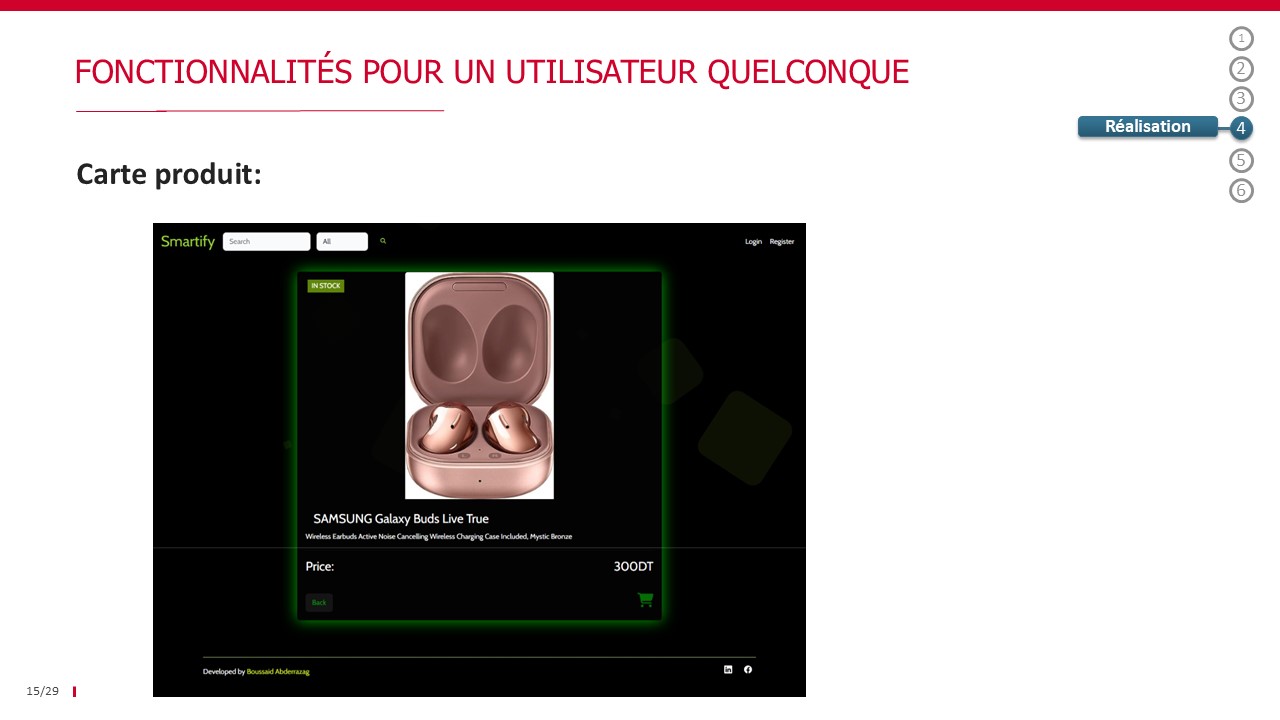 FONCTIONNALITÉS POUR UN UTILISATEUR QUELCONQUE
1
2
3
Réalisation 4
5
6
Carte produit:
Smartify Search All Login Register
IN STOCK
SAMSUNG Galaxy Buds Live True
Wireless Earbuds Active Noise Cancelling Wireless Charging Case Included, Mystic Bronze
Price: 300DT
Back
Developed by Boussaid Abderrazag
15/29